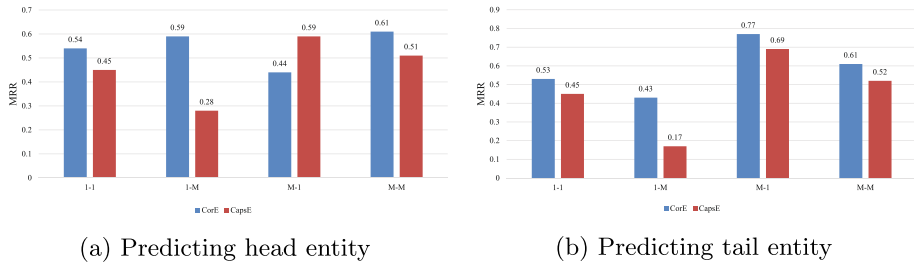 0.7
0.6
0.5
0.4
0.3
0.2
0.1
0
MRR
0.54
0.45
0.59
0.28
0.44
0.59
0.61
0.51
1-1
1-M
M-1
M-M
CorE
CapsE
(a) Predicting head entity
0.9
0.8
0.7
0.6
0.5
0.4
0.3
0.2
0.1
0
MRR
0.53
0.45
0.43
0.17
0.77
0.69
0.61
0.52
1-1
1-M
M-1
M-M
CorE
CapsE
(b) Predicting tail entity